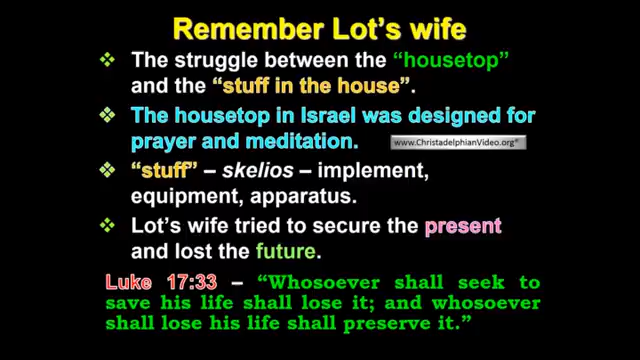 Remember Lot's wife
❖ The struggle between the "housetop"
and the "stuff in the house".
❖ The housetop in Israel was designed for
prayer and meditation.
www.ChristadelphianVideo.org®
❖ "stuff" – skelios – implement,
equipment, apparatus.
❖ Lot's wife tried to secure the present
and lost the future.
Luke 17:33 – "Whosoever shall seek to
save his life shall lose it; and whosoever
shall lose his life shall preserve it."